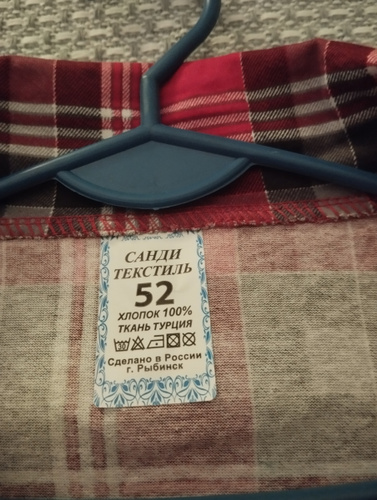 САНДИ
ТЕКСТИЛЬ
52
ХЛОПОК 100%
ТКАНЬ ТУРЦИЯ
Сделано в России
г. Рыбинск